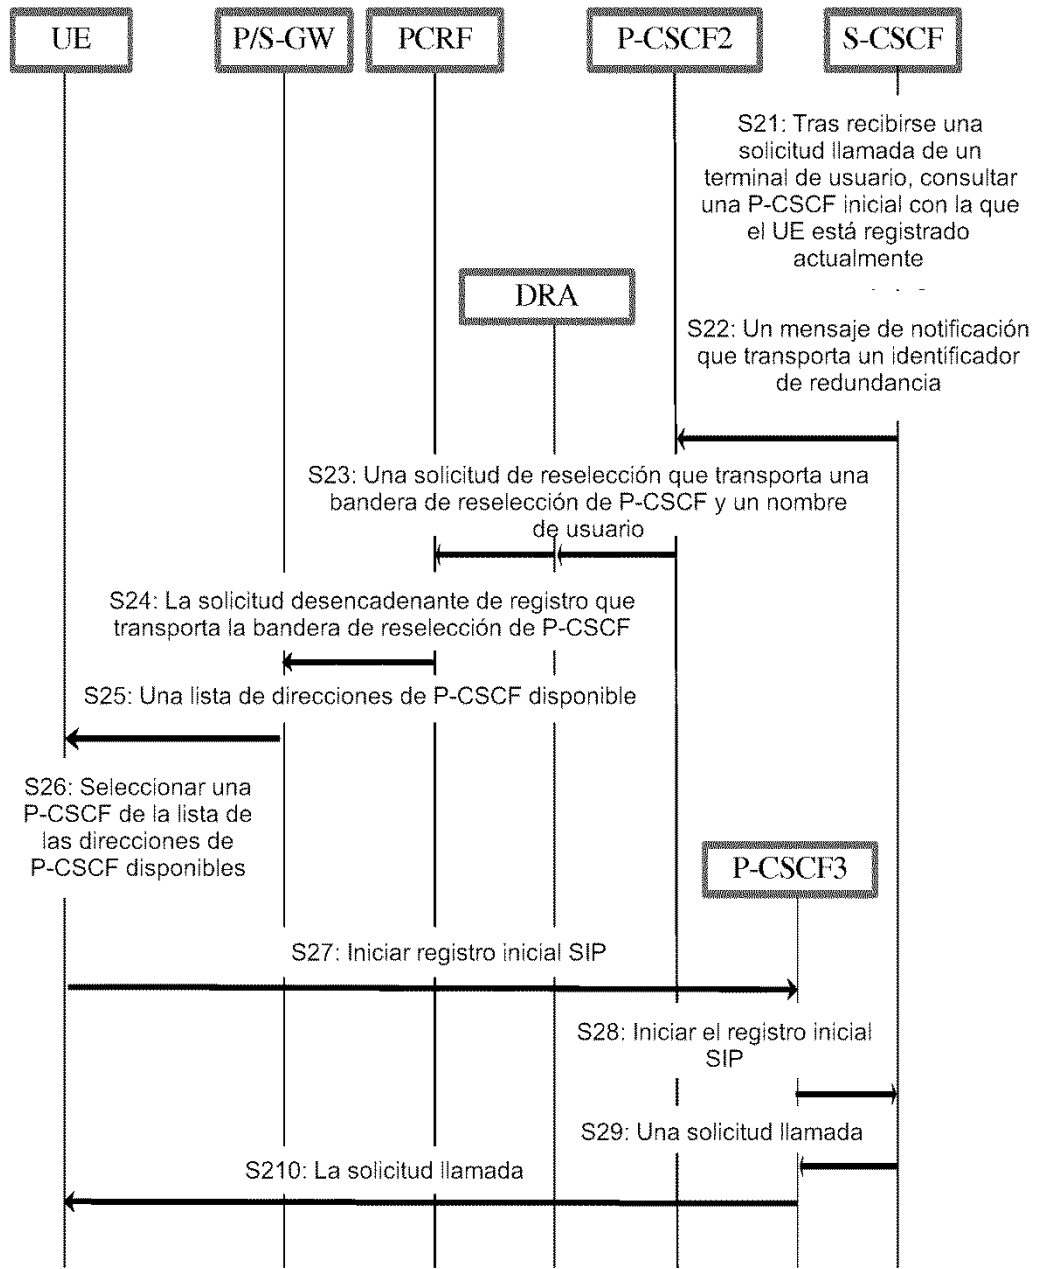 UE
P/S-GW
PCRF
P-CSCF2
S-CSCF
S21: Tras recibirse una
solicitud llamada de un
terminal de usuario, consultar
una P-CSCF inicial con la que
el UE está registrado
actualmente
DRA
S22: Un mensaje de notificación
que transporta un identificador
de redundancia
S23: Una solicitud de reselección que transporta una
bandera de reselección de P-CSCF y un nombre
de usuario
S24: La solicitud desencadenante de registro que
transporta la bandera de reselección de P-CSCF
S25: Una lista de direcciones de P-CSCF disponible
S26: Seleccionar una
P-CSCF de la lista de
las direcciones de
P-CSCF disponibles
P-CSCF3
S27: Iniciar registro inicial SIP
S28: Iniciar el registro inicial
SIP
S29: Una solicitud llamada
S210: La solicitud llamada